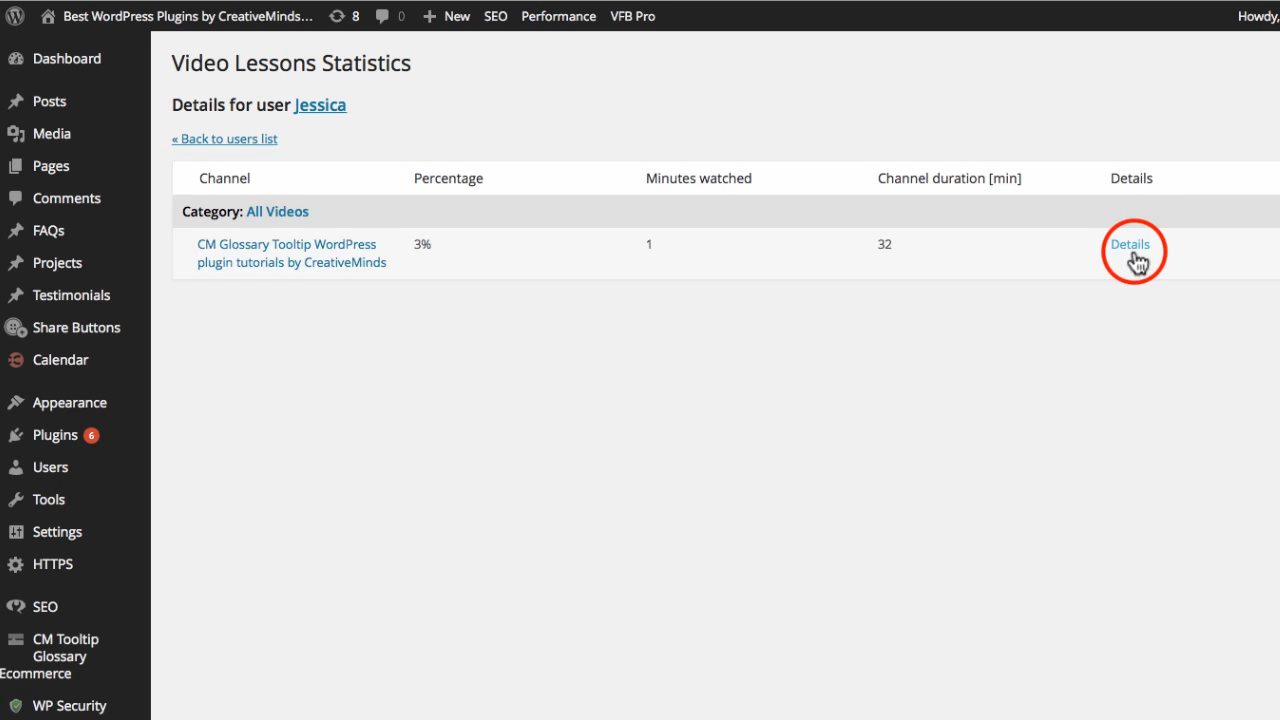 Best WordPress Plugins by CreativeMinds... 8 0 New SEO Performance VFB Pro Howdy,
Dashboard
Posts
Media
Pages
Comments
FAQs
Projects
Testimonials
Share Buttons
Calendar
Appearance
Plugins 6
Users
Tools
Settings
HTTPS
SEO
CM Tooltip
Glossary
Ecommerce
WP Security
Video Lessons Statistics
Details for user Jessica
« Back to users list
Channel Percentage Minutes watched Channel duration [min] Details
Category: All Videos
CM Glossary Tooltip WordPress 3% 1 32 Details
plugin tutorials by CreativeMinds